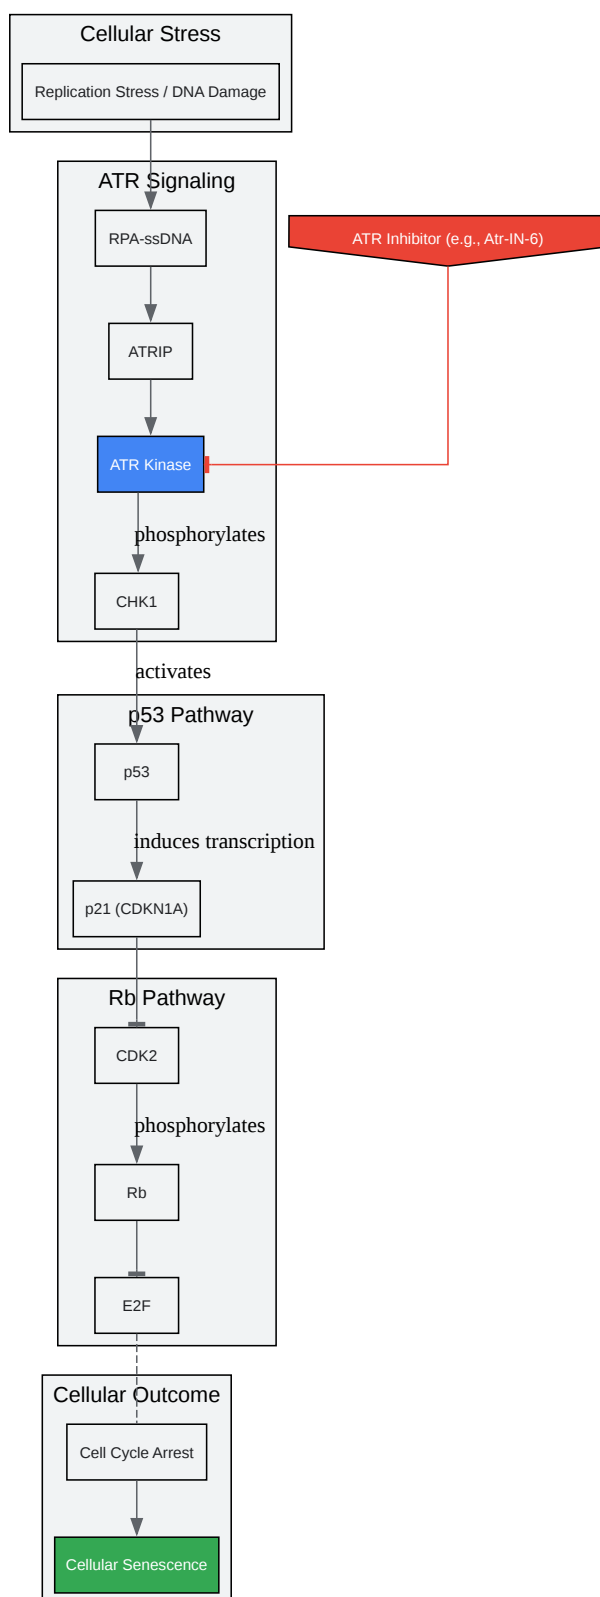 Cellular Stress
Replication Stress / DNA Damage
ATR Signaling
RPA-ssDNA
ATR Inhibitor (e.g., Atr-IN-6)
ATRIP
ATR Kinase
phosphorylates
CHK1
activates
p53 Pathway
p53
induces transcription
p21 (CDKN1A)
Rb Pathway
CDK2
phosphorylates
Rb
E2F
Cellular Outcome
Cell Cycle Arrest
Cellular Senescence